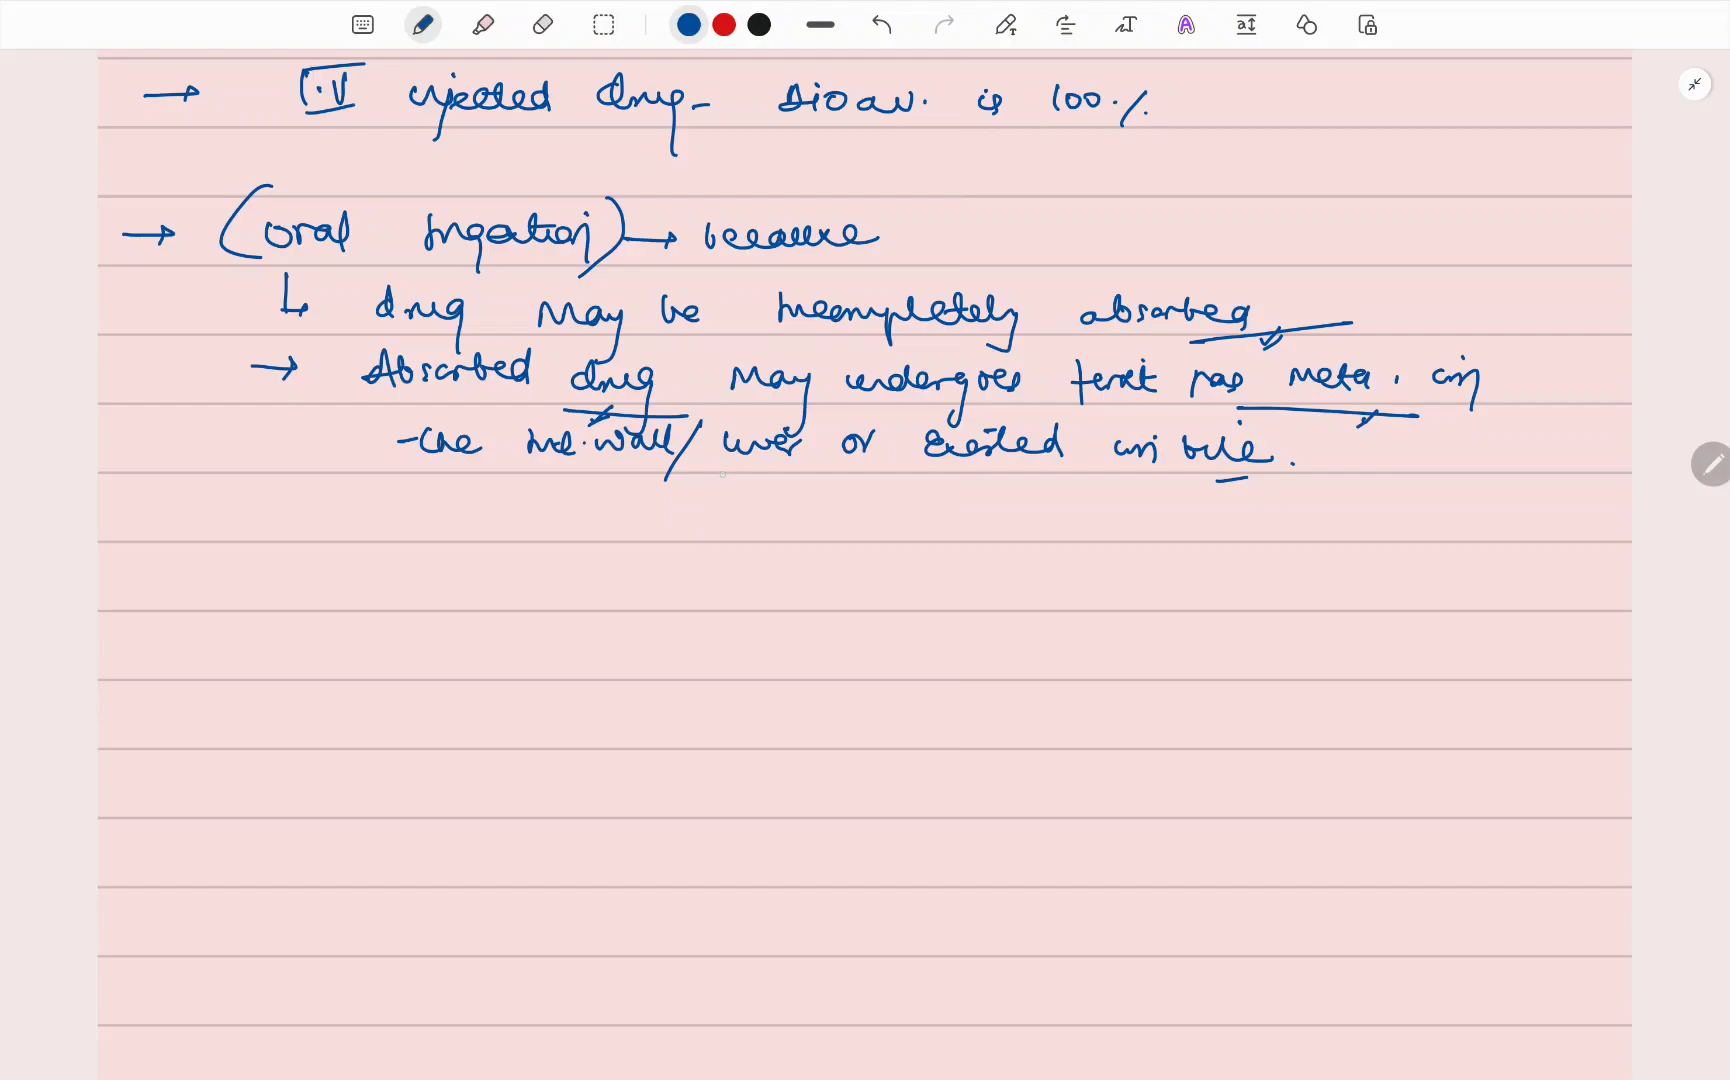 → I.V injected drug - Bioav. is 100%
→ (oral ingestion) → because
↳ drug may be incompletely absorbed
→ Absorbed drug may undergoes first pas meta. in
the int. wall/ liver or excreted in bile.